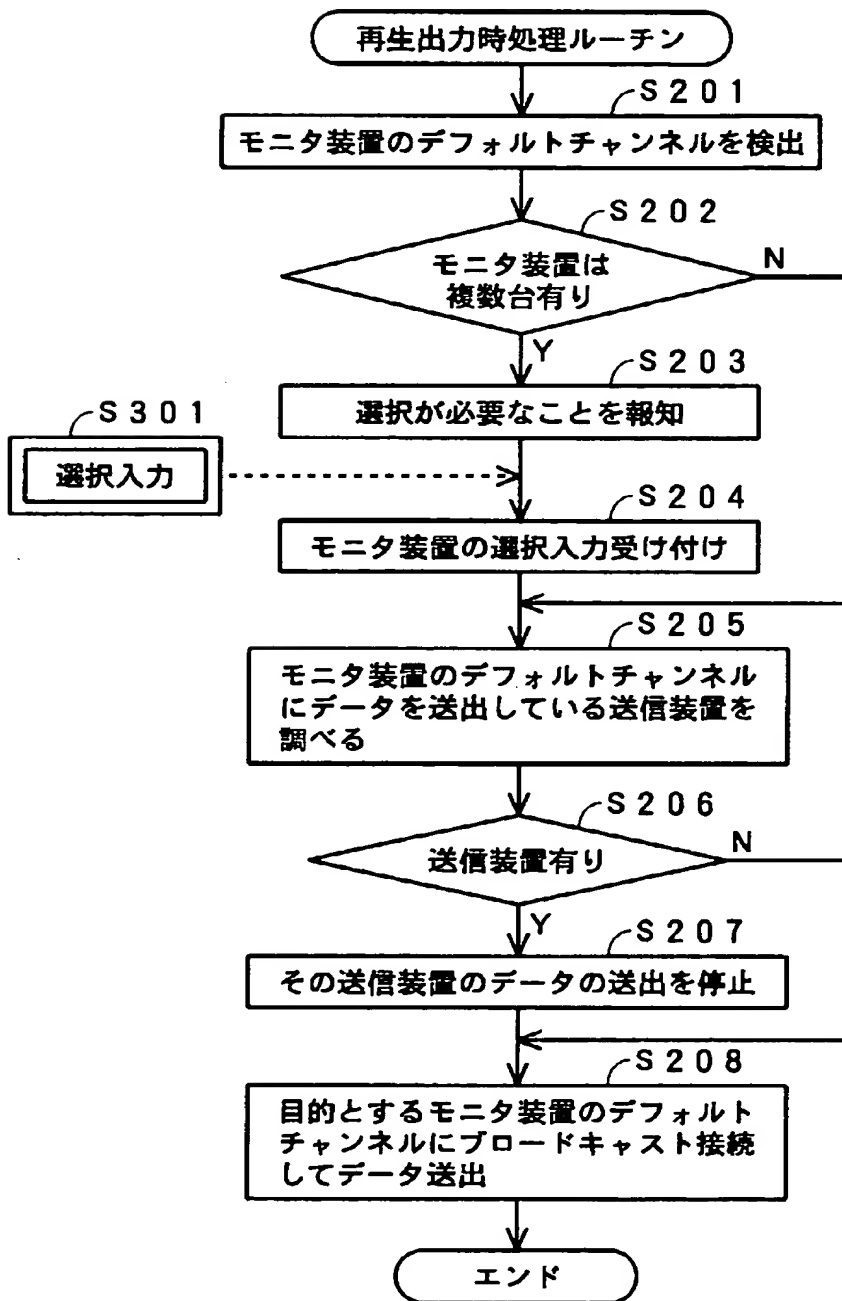 再生出力時処理ルーチン
S201
モニタ装置のデフォルトチャンネルを検出
S202
モニタ装置は
複数台有り
N
Y
S203
選択が必要なことを報知
S301
選択入力
S204
モニタ装置の選択入力受け付け
S205
モニタ装置のデフォルトチャンネル
にデータを送出している送信装置を
調べる
S206
送信装置有り
N
Y
S207
その送信装置のデータの送出を停止
S208
目的とするモニタ装置のデフォルト
チャンネルにブロードキャスト接続
してデータ送出
エンド